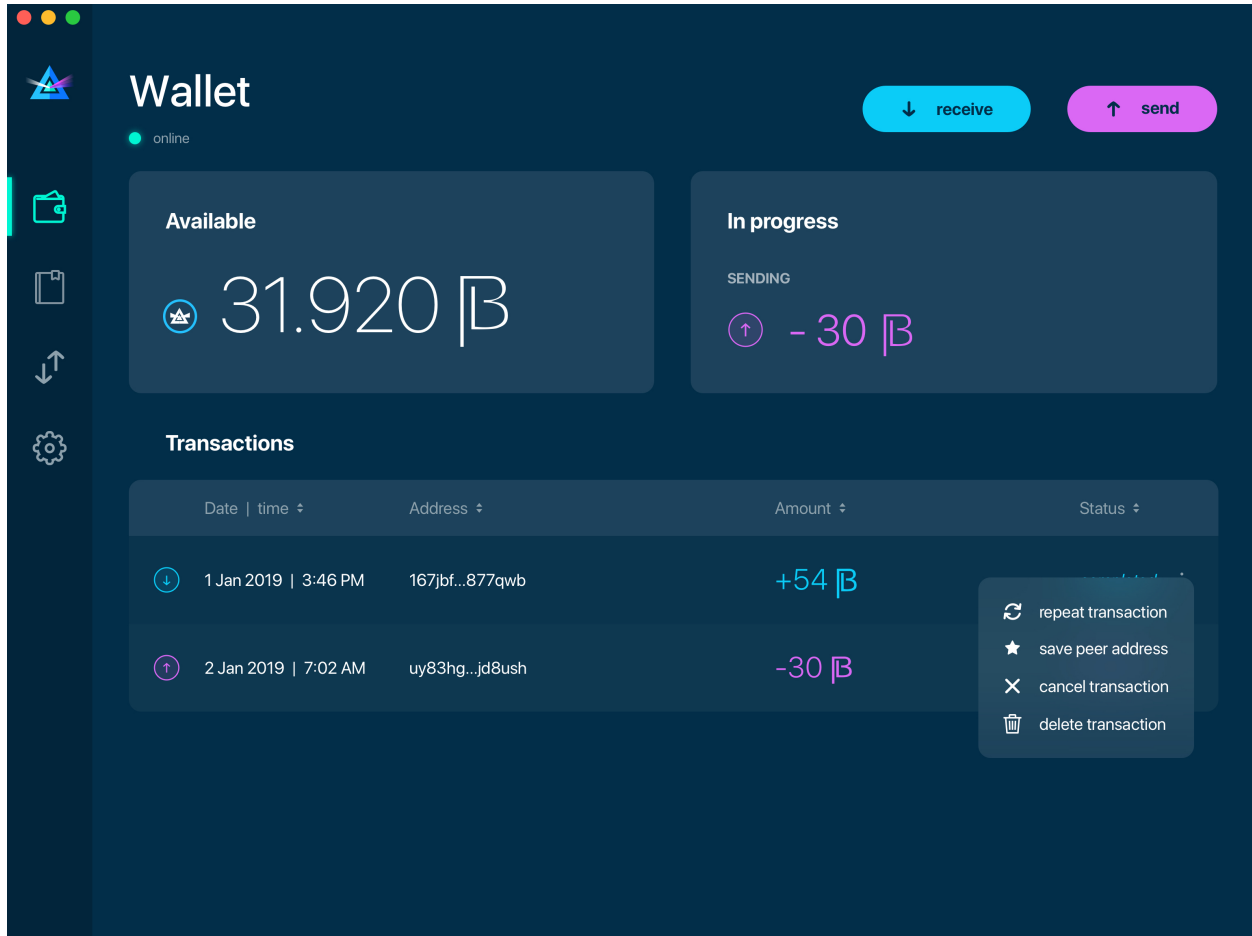 Wallet
online
receive
send
Available
31.920
In progress
SENDING
- 30
Transactions
Date | time Address Amount Status
1 Jan 2019 | 3:46 PM 167jbf...877qwb +54
2 Jan 2019 | 7:02 AM uy83hg...jd8ush -30
repeat transaction
save peer address
cancel transaction
delete transaction